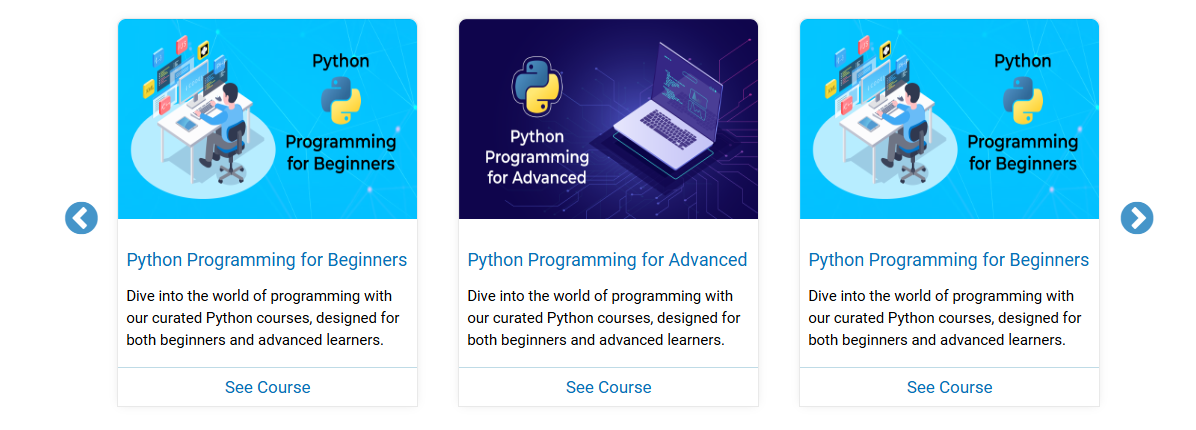 Python
Programming
for Beginners
Python Programming for Beginners
Dive into the world of programming with
our curated Python courses, designed for
both beginners and advanced learners.
See Course
Python
Programming
for Advanced
Python Programming for Advanced
Dive into the world of programming with
our curated Python courses, designed for
both beginners and advanced learners.
See Course
Python
Programming
for Beginners
Python Programming for Beginners
Dive into the world of programming with
our curated Python courses, designed for
both beginners and advanced learners.
See Course